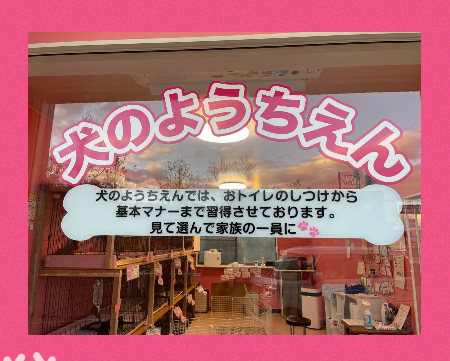 犬のようちえん
犬のようちえんでは、おトイレのしつけから
基本マナーまで習得させております。
見て選んで家族の一員に